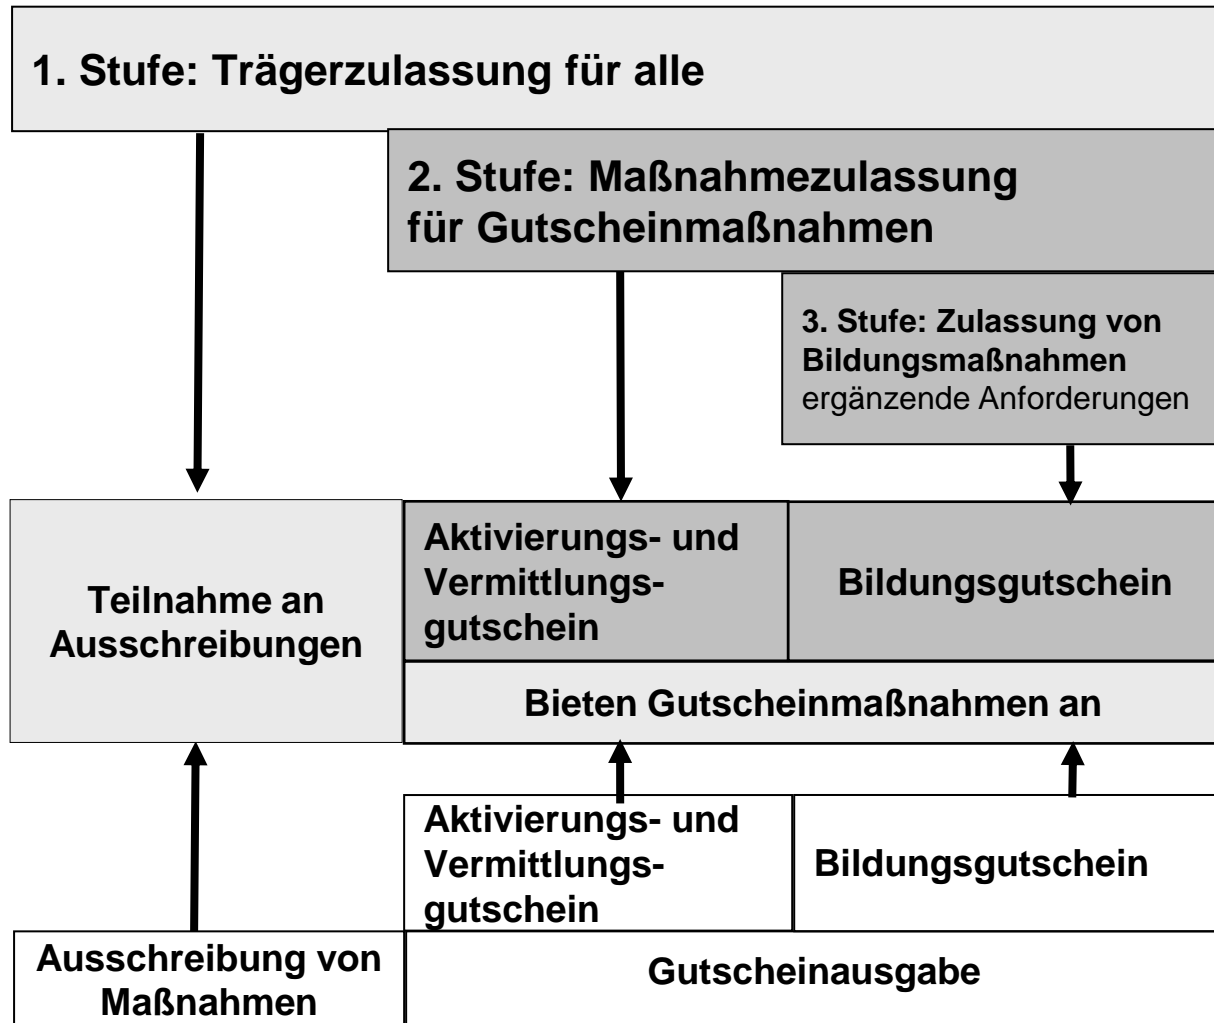 1. Stufe: Trägerzulassung für alle
2. Stufe: Maßnahmezulassung
für Gutscheinmaßnahmen
3. Stufe: Zulassung von
Bildungsmaßnahmen
ergänzende Anforderungen
Teilnahme an
Ausschreibungen
Aktivierungs- und
Vermittlungs-
gutschein
Bildungsgutschein
Bieten Gutscheinmaßnahmen an
Aktivierungs- und
Vermittlungs-
gutschein
Bildungsgutschein
Ausschreibung von
Maßnahmen
Gutscheinausgabe